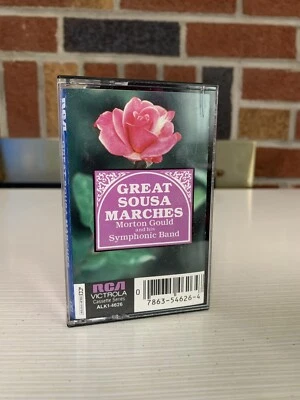 GREAT
SOUSA
MARCHES
Morton Gould
and his
Symphonic Band
RCA
VICTROLA
Cassette Series
ALK1-4626
0
7863-54626-4
RCA